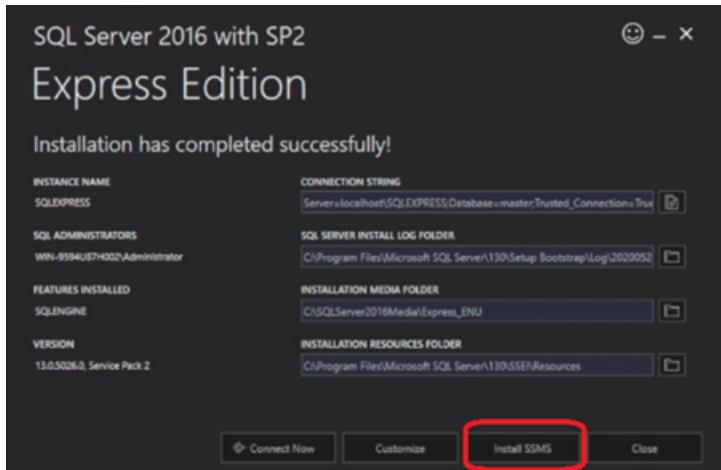 SQL Server 2016 with SP2
Express Edition
Installation has completed successfully!
INSTANCE NAME
SQLEXPRESS
CONNECTION STRING
Server=localhost\SQLEXPRESS;Database=master;Trusted_Connection=True
SQL ADMINISTRATORS
WIN-9594U87H002\Administrator
SQL SERVER INSTALL LOG FOLDER
C:\Program Files\Microsoft SQL Server\130\Setup Bootstrap\Log\2020052
FEATURES INSTALLED
SQLENGINE
INSTALLATION MEDIA FOLDER
C:\SQLServer2016Media\Express_ENU
VERSION
13.0.5026.0, Service Pack 2
INSTALLATION RESOURCES FOLDER
C:\Program Files\Microsoft SQL Server\130\SSEI\Resources
Connect Now
Customize
Install SSMS
Close